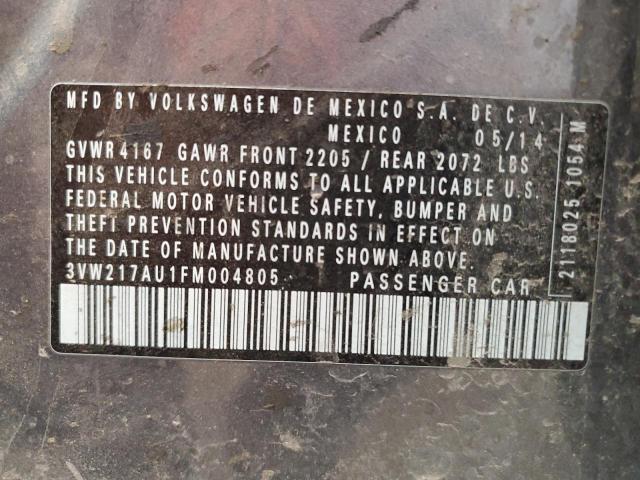 MFD BY VOLKSWAGEN DE MEXICO S.A. DE C.V.
MEXICO 05/14
GVWR 4167 GAWR FRONT 2205 / REAR 2072 LBS
THIS VEHICLE CONFORMS TO ALL APPLICABLE U.S.
FEDERAL MOTOR VEHICLE SAFETY, BUMPER AND
THEFT PREVENTION STANDARDS IN EFFECT ON
THE DATE OF MANUFACTURE SHOWN ABOVE.
3VW217AU1FM004805 PASSENGER CAR
2118025 1054 M